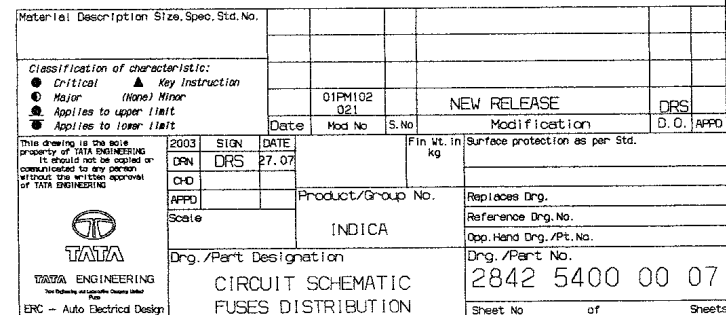 Material Description Size,Spec,Std.No.
Classification of characteristic:
Critical Key Instruction
Major (None) Minor
Applies to upper limit
Applies to lower limit
01PM102
021
NEW RELEASE DRS
Date Mod No S.No Modification D.O. APPD
This drawing is the sole
property of TATA ENGINEERING
It should not be copied or
communicated to any person
without the written approval
of TATA ENGINEERING
2003 SIGN DATE
DRN DRS 27.07
CHD
APPD
Scale
Fin Wt. in
kg
Surface protection as per Std.
Product/Group No.
INDICA
Replaces Drg.
Reference Drg.No.
Opp.Hand Drg./Pt.No.
TATA
TATA ENGINEERING
ERC - Auto Electrical Design
Drg./Part Designation
CIRCUIT SCHEMATIC
FUSES DISTRIBUTION
Drg./Part No.
2842 5400 00 07
Sheet No of Sheets